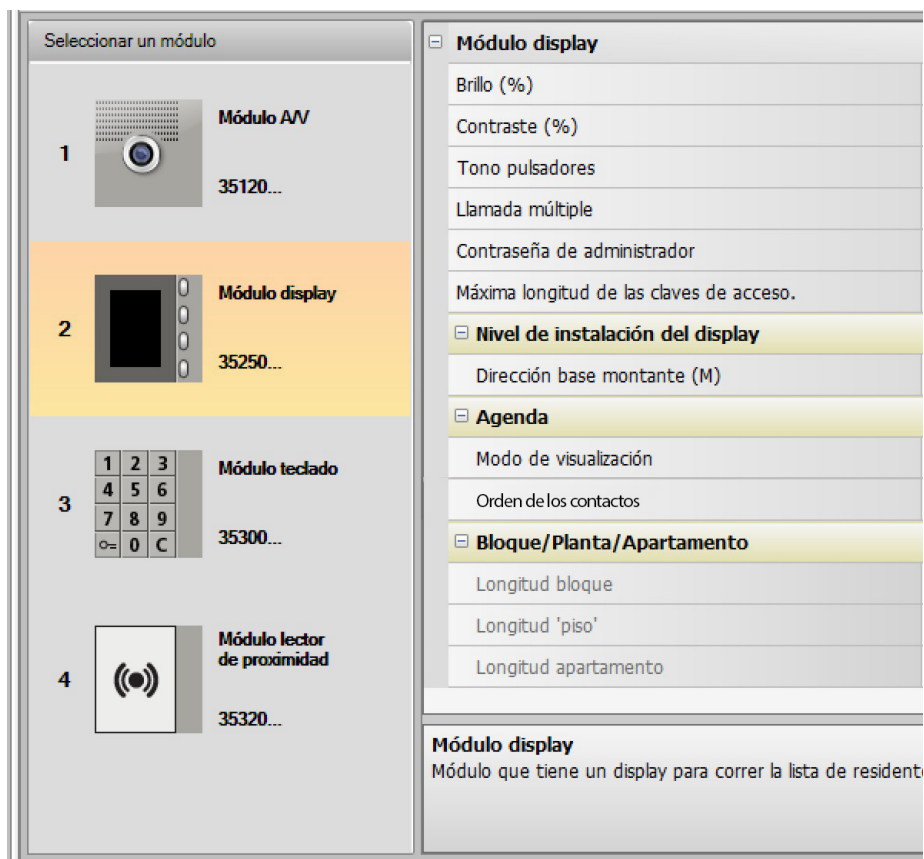 Seleccionar un módulo
1
Módulo A/V
35120...
2
Módulo display
35250...
1 2 3
4 5 6
7 8 9
0 C
3
Módulo teclado
35300...
4
Módulo lector
de proximidad
35320...
Módulo display
Brillo (%)
Contraste (%)
Tono pulsadores
Llamada múltiple
Contraseña de administrador
Máxima longitud de las claves de acceso.
Nivel de instalación del display
Dirección base montante (M)
Agenda
Modo de visualización
Orden de los contactos
Bloque/Planta/Apartamento
Longitud bloque
Longitud 'piso'
Longitud apartamento
Módulo display
Módulo que tiene un display para correr la lista de resident